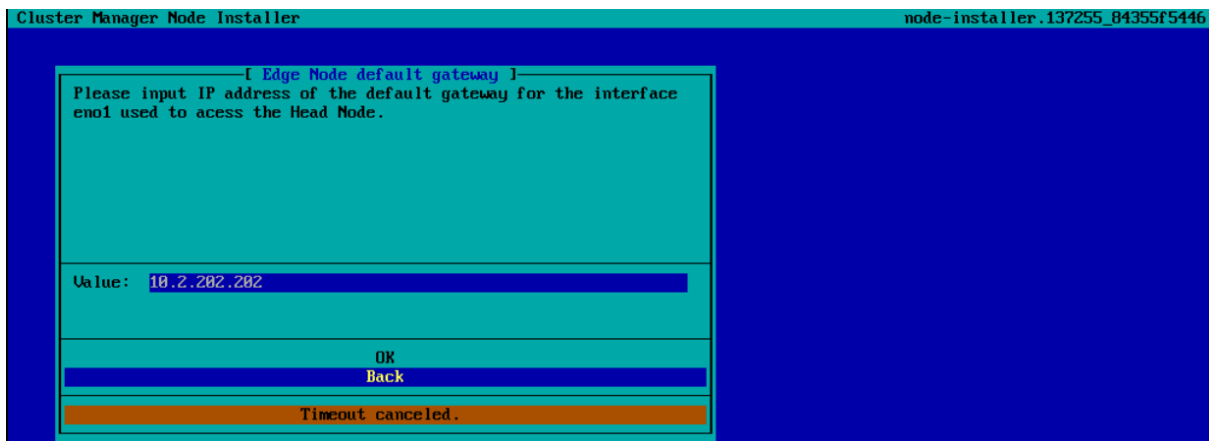 Cluster Manager Node Installer
node-installer.137255_84355f5446
[ Edge Node default gateway ]
Please input IP address of the default gateway for the interface
eno1 used to acess the Head Node.
Value: 10.2.202.202
OK
Back
Timeout canceled.